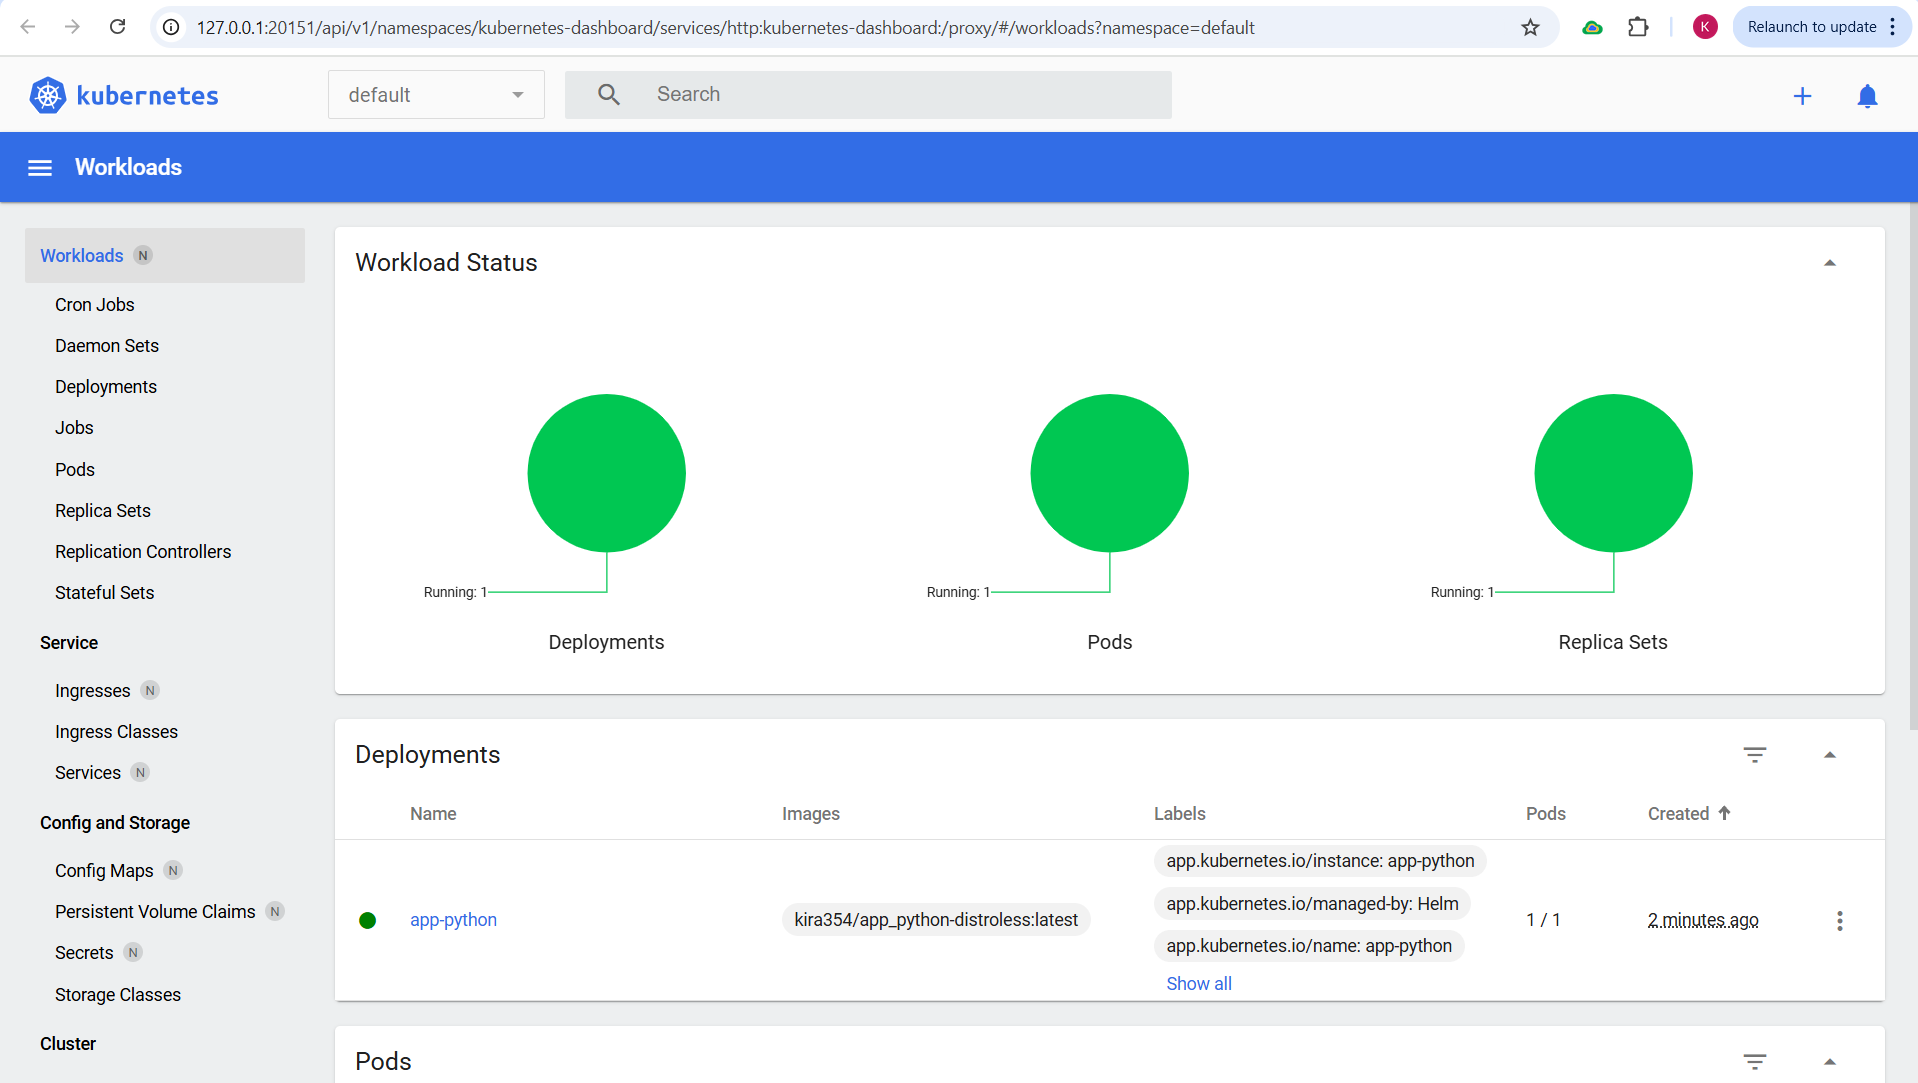 127.0.0.1:20151/api/v1/namespaces/kubernetes-dashboard/services/http:kubernetes-dashboard:/proxy/#/workloads?namespace=default
K
Relaunch to update
kubernetes
default
Search
Workloads
Workloads N
Cron Jobs
Daemon Sets
Deployments
Jobs
Pods
Replica Sets
Replication Controllers
Stateful Sets
Service
Ingresses N
Ingress Classes
Services N
Config and Storage
Config Maps N
Persistent Volume Claims N
Secrets N
Storage Classes
Cluster
Workload Status
Running: 1
Deployments
Running: 1
Pods
Running: 1
Replica Sets
Deployments
Name Images Labels Pods Created
app-python
kira354/app_python-distroless:latest
app.kubernetes.io/instance: app-python
app.kubernetes.io/managed-by: Helm
app.kubernetes.io/name: app-python
Show all
1 / 1
2 minutes ago
Pods